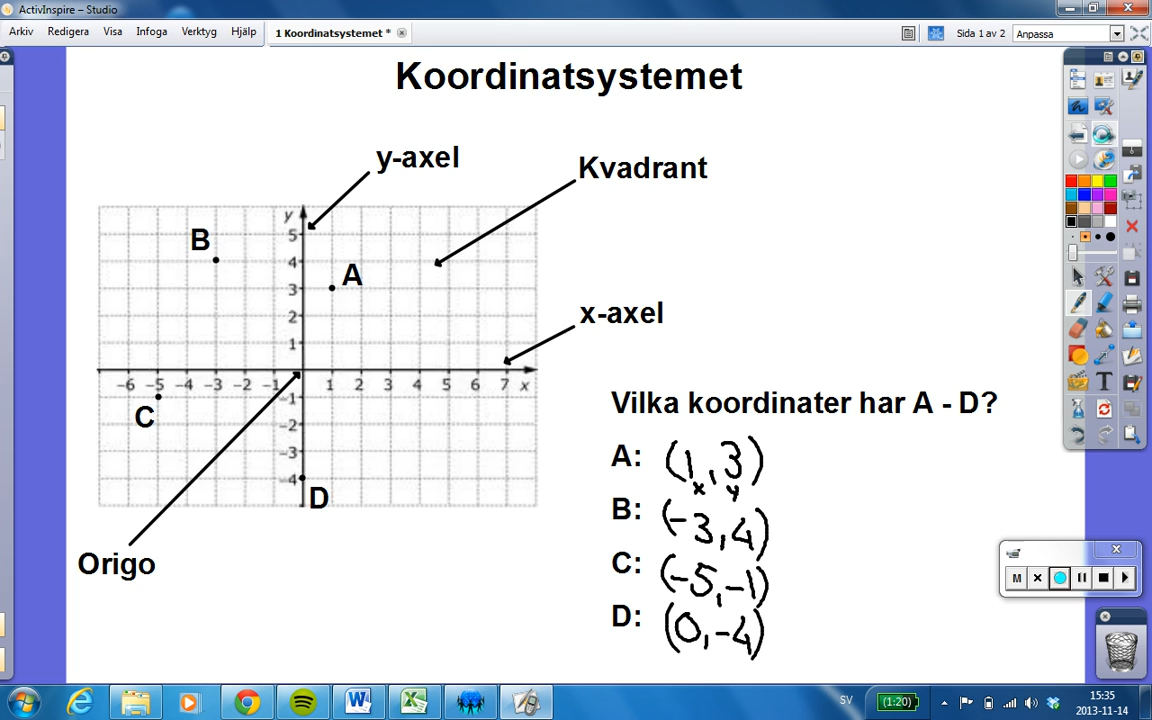 ActivInspire – Studio
Arkiv Redigera Visa Infoga Verktyg Hjälp 1 Koordinatsystemet * Sida 1 av 2 Anpassa
Koordinatsystemet
y-axel
Kvadrant
y
B
5
4
A
3
2
1
x-axel
-6 -5 -4 -3 -2 -1 1 2 3 4 5 6 7 x
-1
C
-2
-3
-4
D
Origo
Vilka koordinater har A - D?
A: (1,3)
x y
B: (-3,4)
C: (-5,-1)
D: (0,-4)
M
SV (1:20) 15:35
2013-11-14